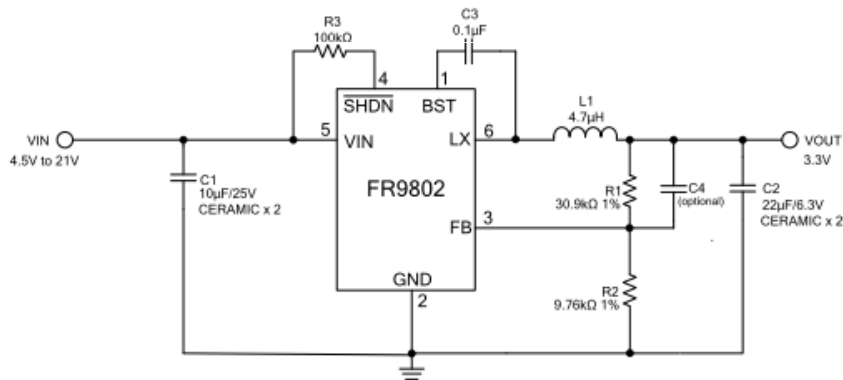 C3
0.1µF
R3
100kΩ
4
1
SHDN
BST
VIN
4.5V to 21V
5
VIN
LX
6
L1
4.7µH
VOUT
3.3V
C1
10µF/25V
CERAMIC x 2
FR9802
R1
30.9kΩ 1%
C4
(optional)
C2
22µF/6.3V
CERAMIC x 2
FB
3
GND
2
R2
9.76kΩ 1%